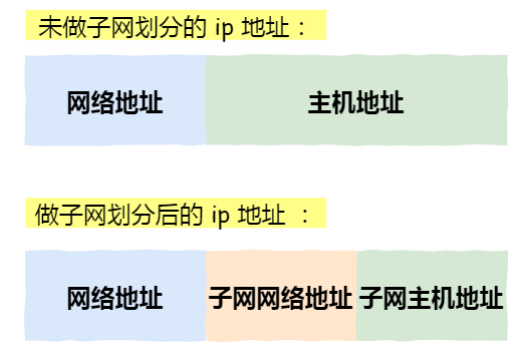 未做子网划分的 ip 地址：
网络地址 主机地址
做子网划分后的 ip 地址 ：
网络地址 子网网络地址 子网主机地址